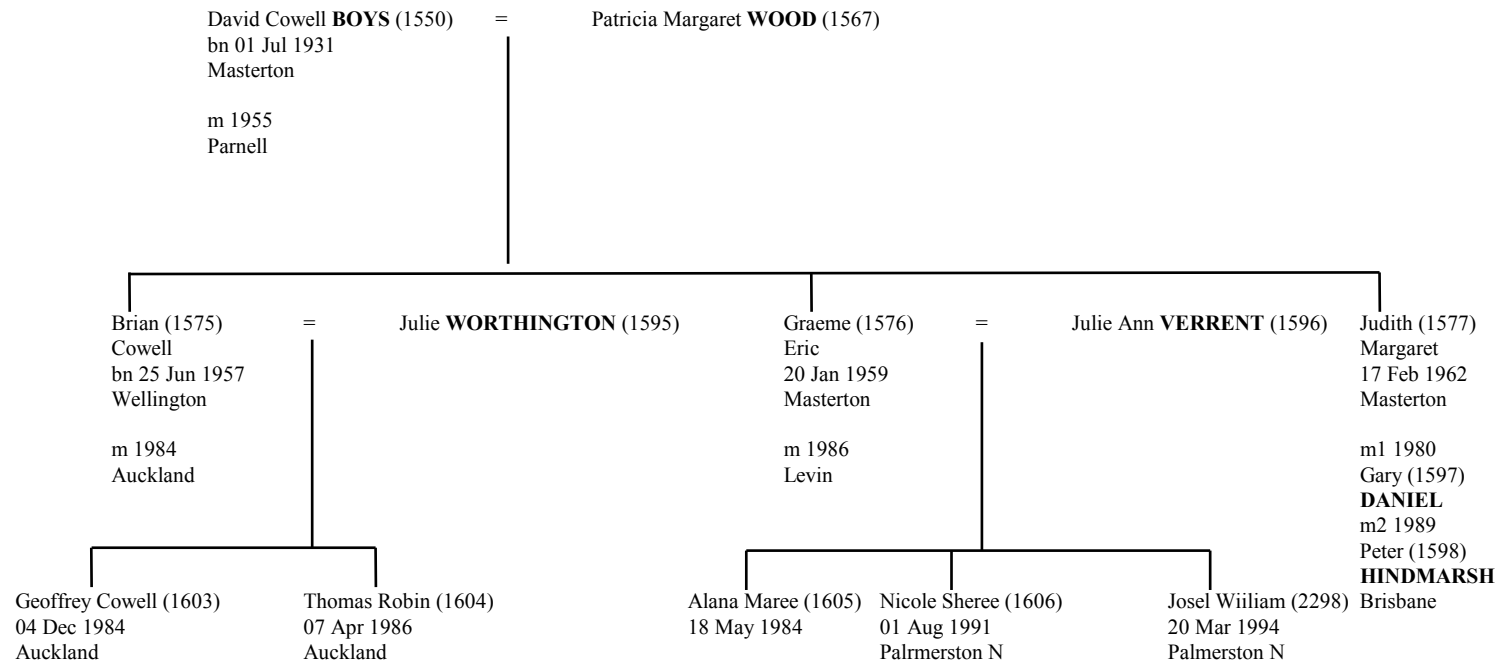 David Cowell BOYS (1550) = Patricia Margaret WOOD (1567)
bn 01 Jul 1931
Masterton
m 1955
Parnell
Brian (1575) = Julie WORTHINGTON (1595)
Cowell
bn 25 Jun 1957
Wellington
m 1984
Auckland
Graeme (1576) = Julie Ann VERRENT (1596)
Eric
20 Jan 1959
Masterton
m 1986
Levin
Judith (1577)
Margaret
17 Feb 1962
Masterton
m1 1980
Gary (1597)
DANIEL
m2 1989
Peter (1598)
HINDMARSH
Brisbane
Geoffrey Cowell (1603)
04 Dec 1984
Auckland
Thomas Robin (1604)
07 Apr 1986
Auckland
Alana Maree (1605)
18 May 1984
Nicole Sheree (1606)
01 Aug 1991
Palrmerston N
Josel Wiiliam (2298)
20 Mar 1994
Palmerston N